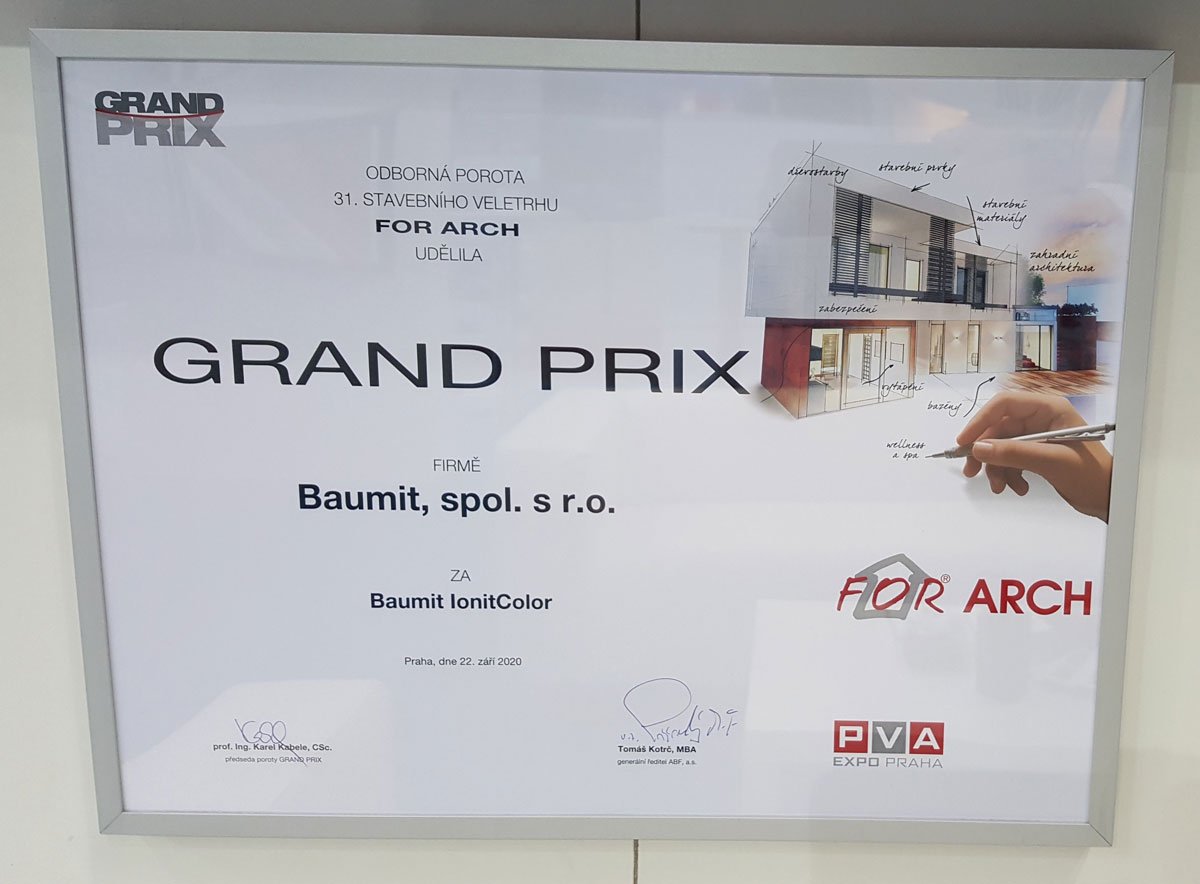 GRAND
PRIX
ODBORNÁ POROTA
31. STAVEBNÍHO VELETRHU
FOR ARCH
UDĚLILA
GRAND PRIX
FIRMĚ
Baumit, spol. s r.o.
ZA
Baumit IonitColor
Praha, dne 22. září 2020
prof. Ing. Karel Kabele, CSc.
předseda poroty GRAND PRIX
Tomáš Kotrč, MBA
generální ředitel ABF, a.s.
dřevostavby
stavební prvky
stavební
materiály
zahradní
architektura
zabezpečení
vytápění
bazény
wellness
a spa
FOR® ARCH
PVA
EXPO PRAHA